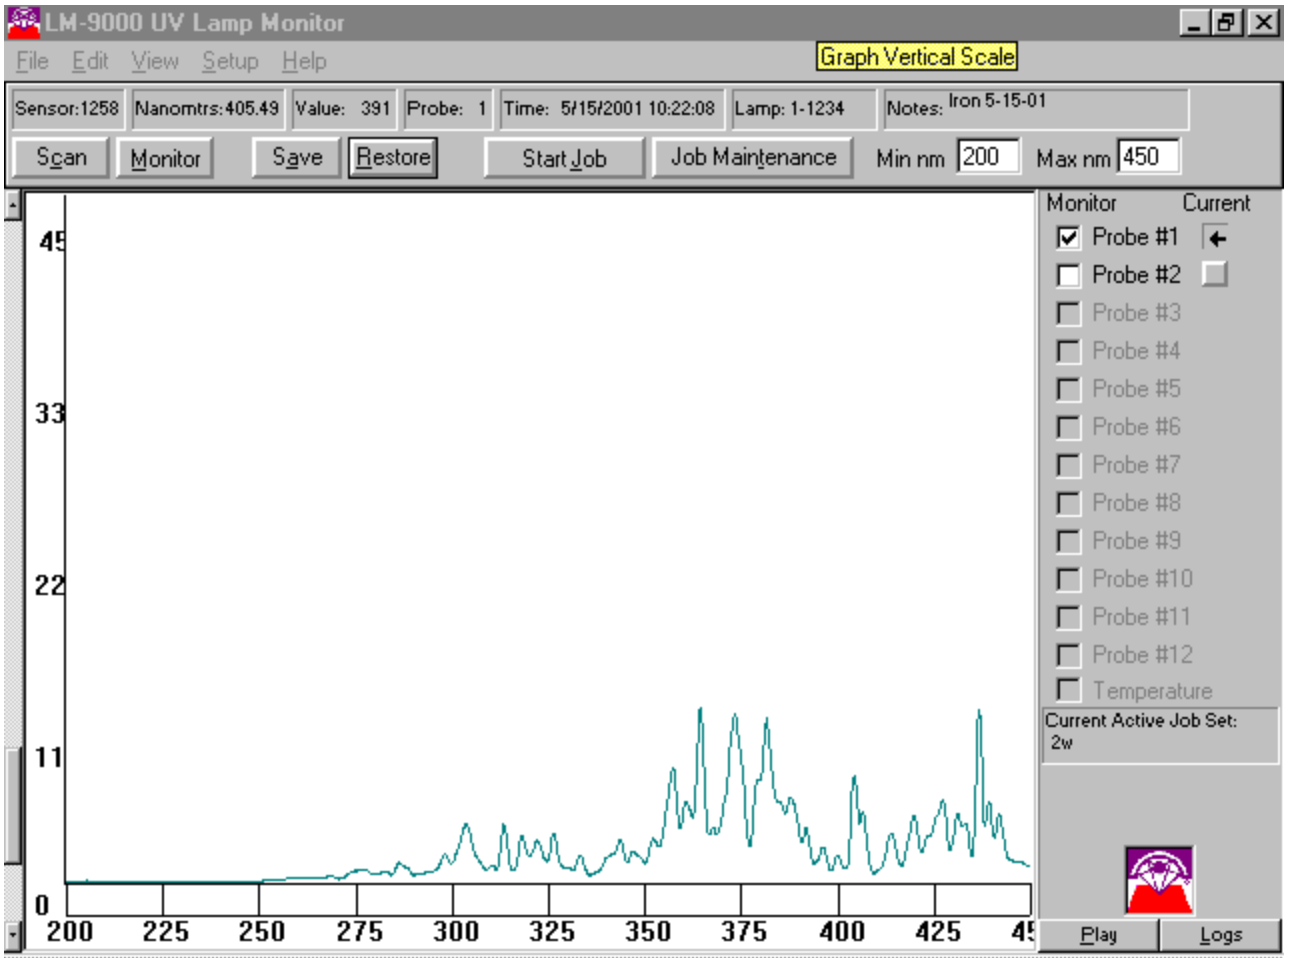 LM-9000 UV Lamp Monitor
File Edit View Setup Help
Graph Vertical Scale
Sensor:1258 Nanomtrs:405.49 Value: 391 Probe: 1 Time: 5/15/2001 10:22:08 Lamp: 1-1234 Notes: Iron 5-15-01
Scan Monitor Save Restore Start Job Job Maintenance Min nm 200 Max nm 450
Monitor Current
Probe #1
Probe #2
Probe #3
Probe #4
Probe #5
Probe #6
Probe #7
Probe #8
Probe #9
Probe #10
Probe #11
Probe #12
Temperature
Current Active Job Set:
2w
Play Logs
45
33
22
11
0
200 225 250 275 300 325 350 375 400 425 45